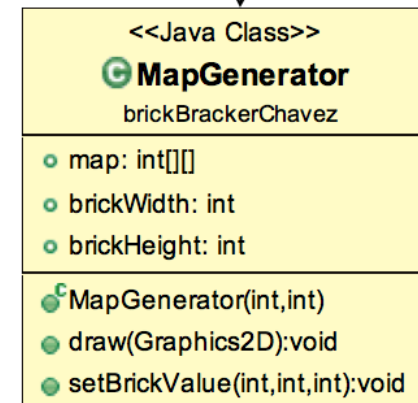 <<Java Class>>
C MapGenerator
brickBrackerChavez
map: int[][]
brickWidth: int
brickHeight: int
C MapGenerator(int,int)
draw(Graphics2D):void
setBrickValue(int,int,int):void